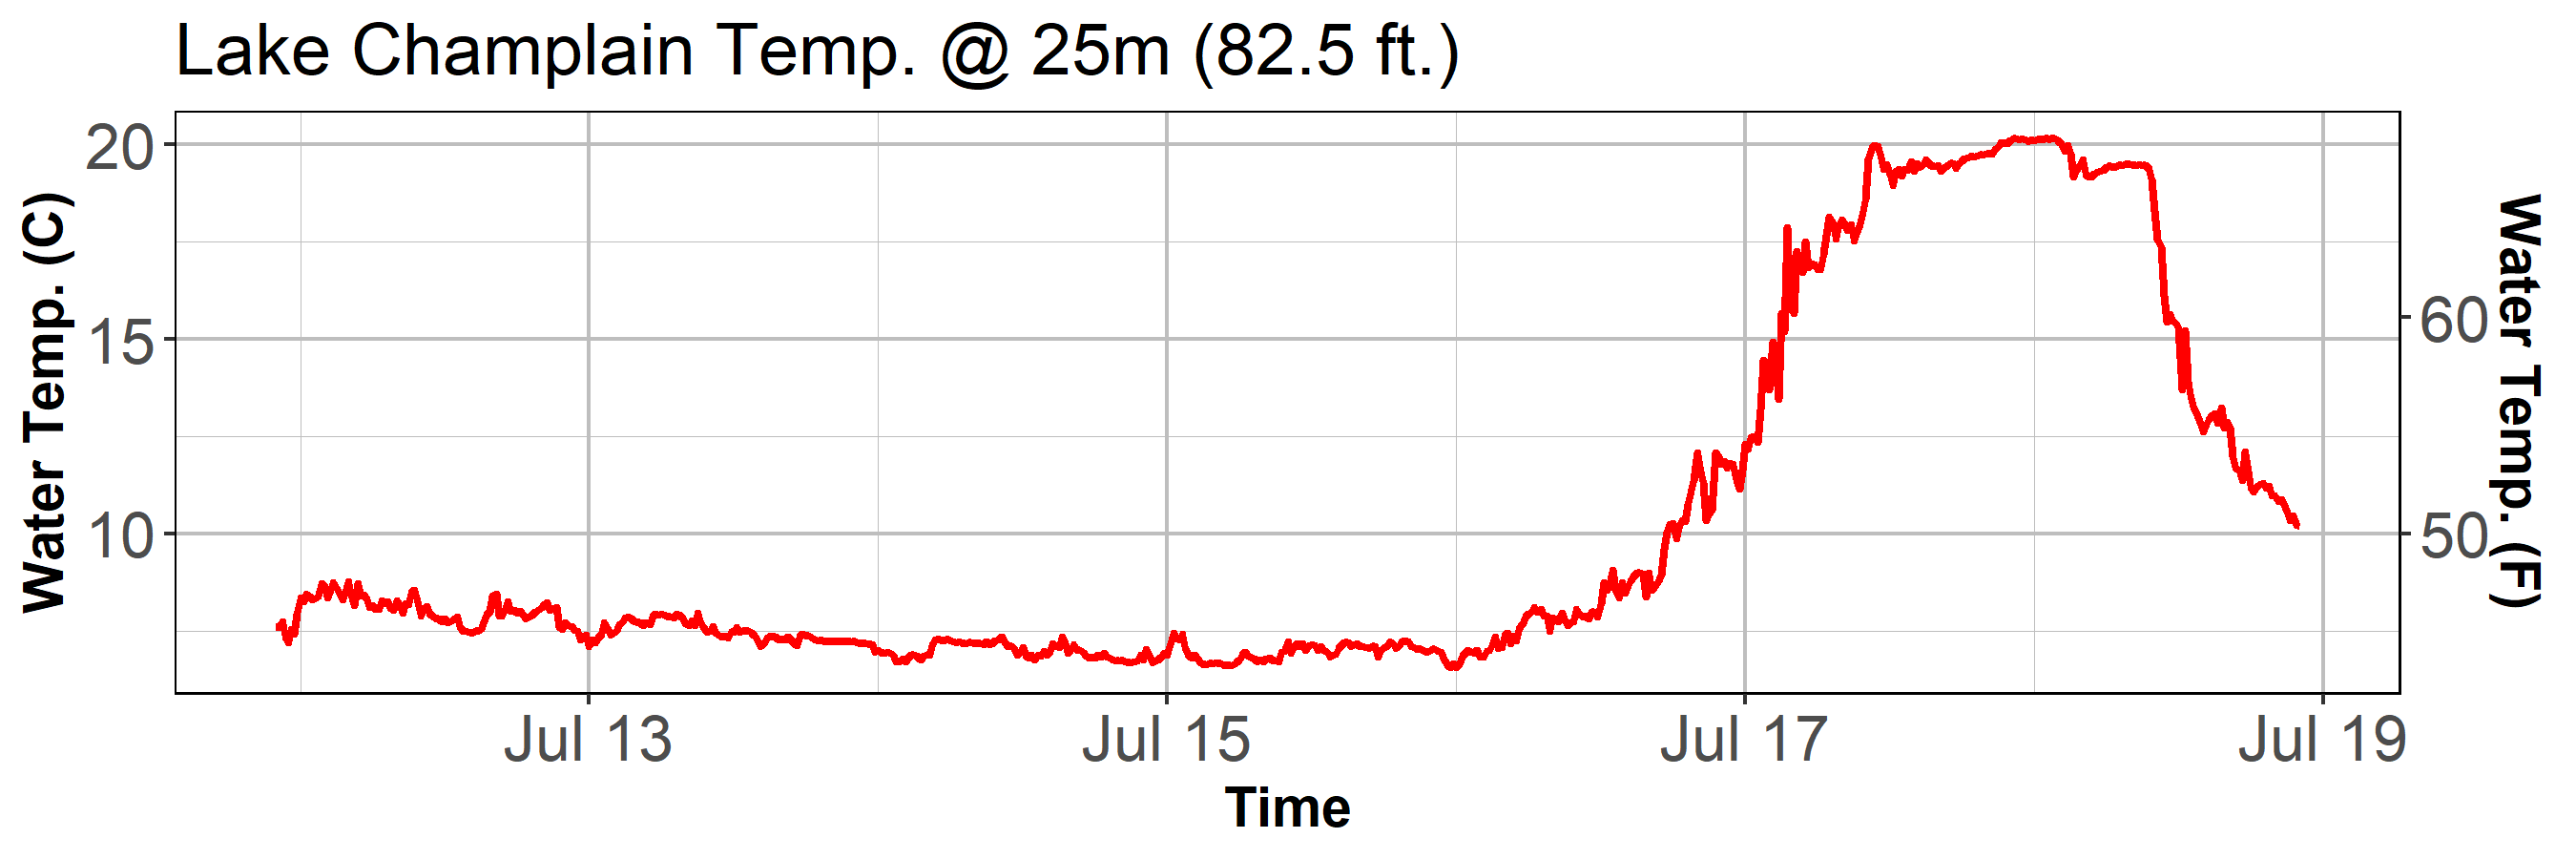 Lake Champlain Temp. @ 25m (82.5 ft.)
Water Temp. (C)
20
15
10
60
50
Water Temp. (F)
Jul 13 Jul 15 Jul 17 Jul 19
Time